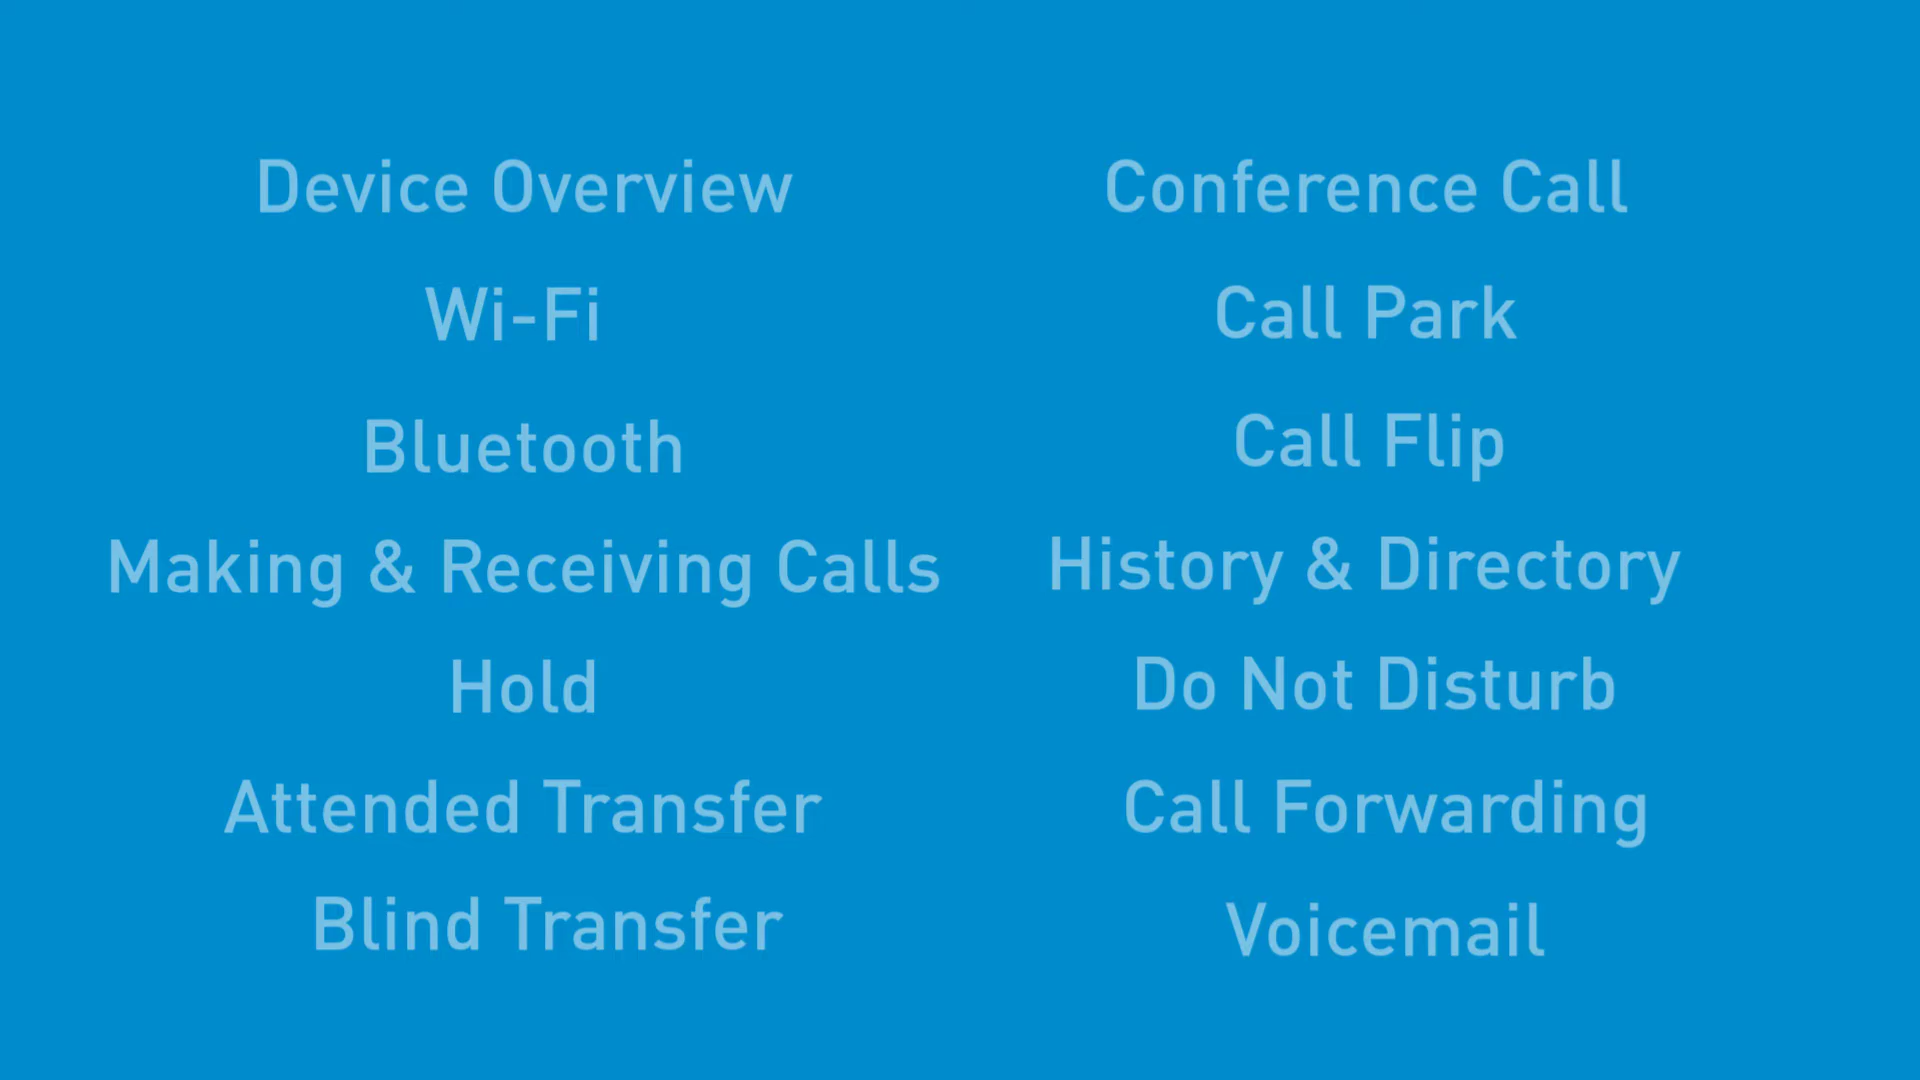 Device Overview
Wi-Fi
Bluetooth
Making & Receiving Calls
Hold
Attended Transfer
Blind Transfer
Conference Call
Call Park
Call Flip
History & Directory
Do Not Disturb
Call Forwarding
Voicemail